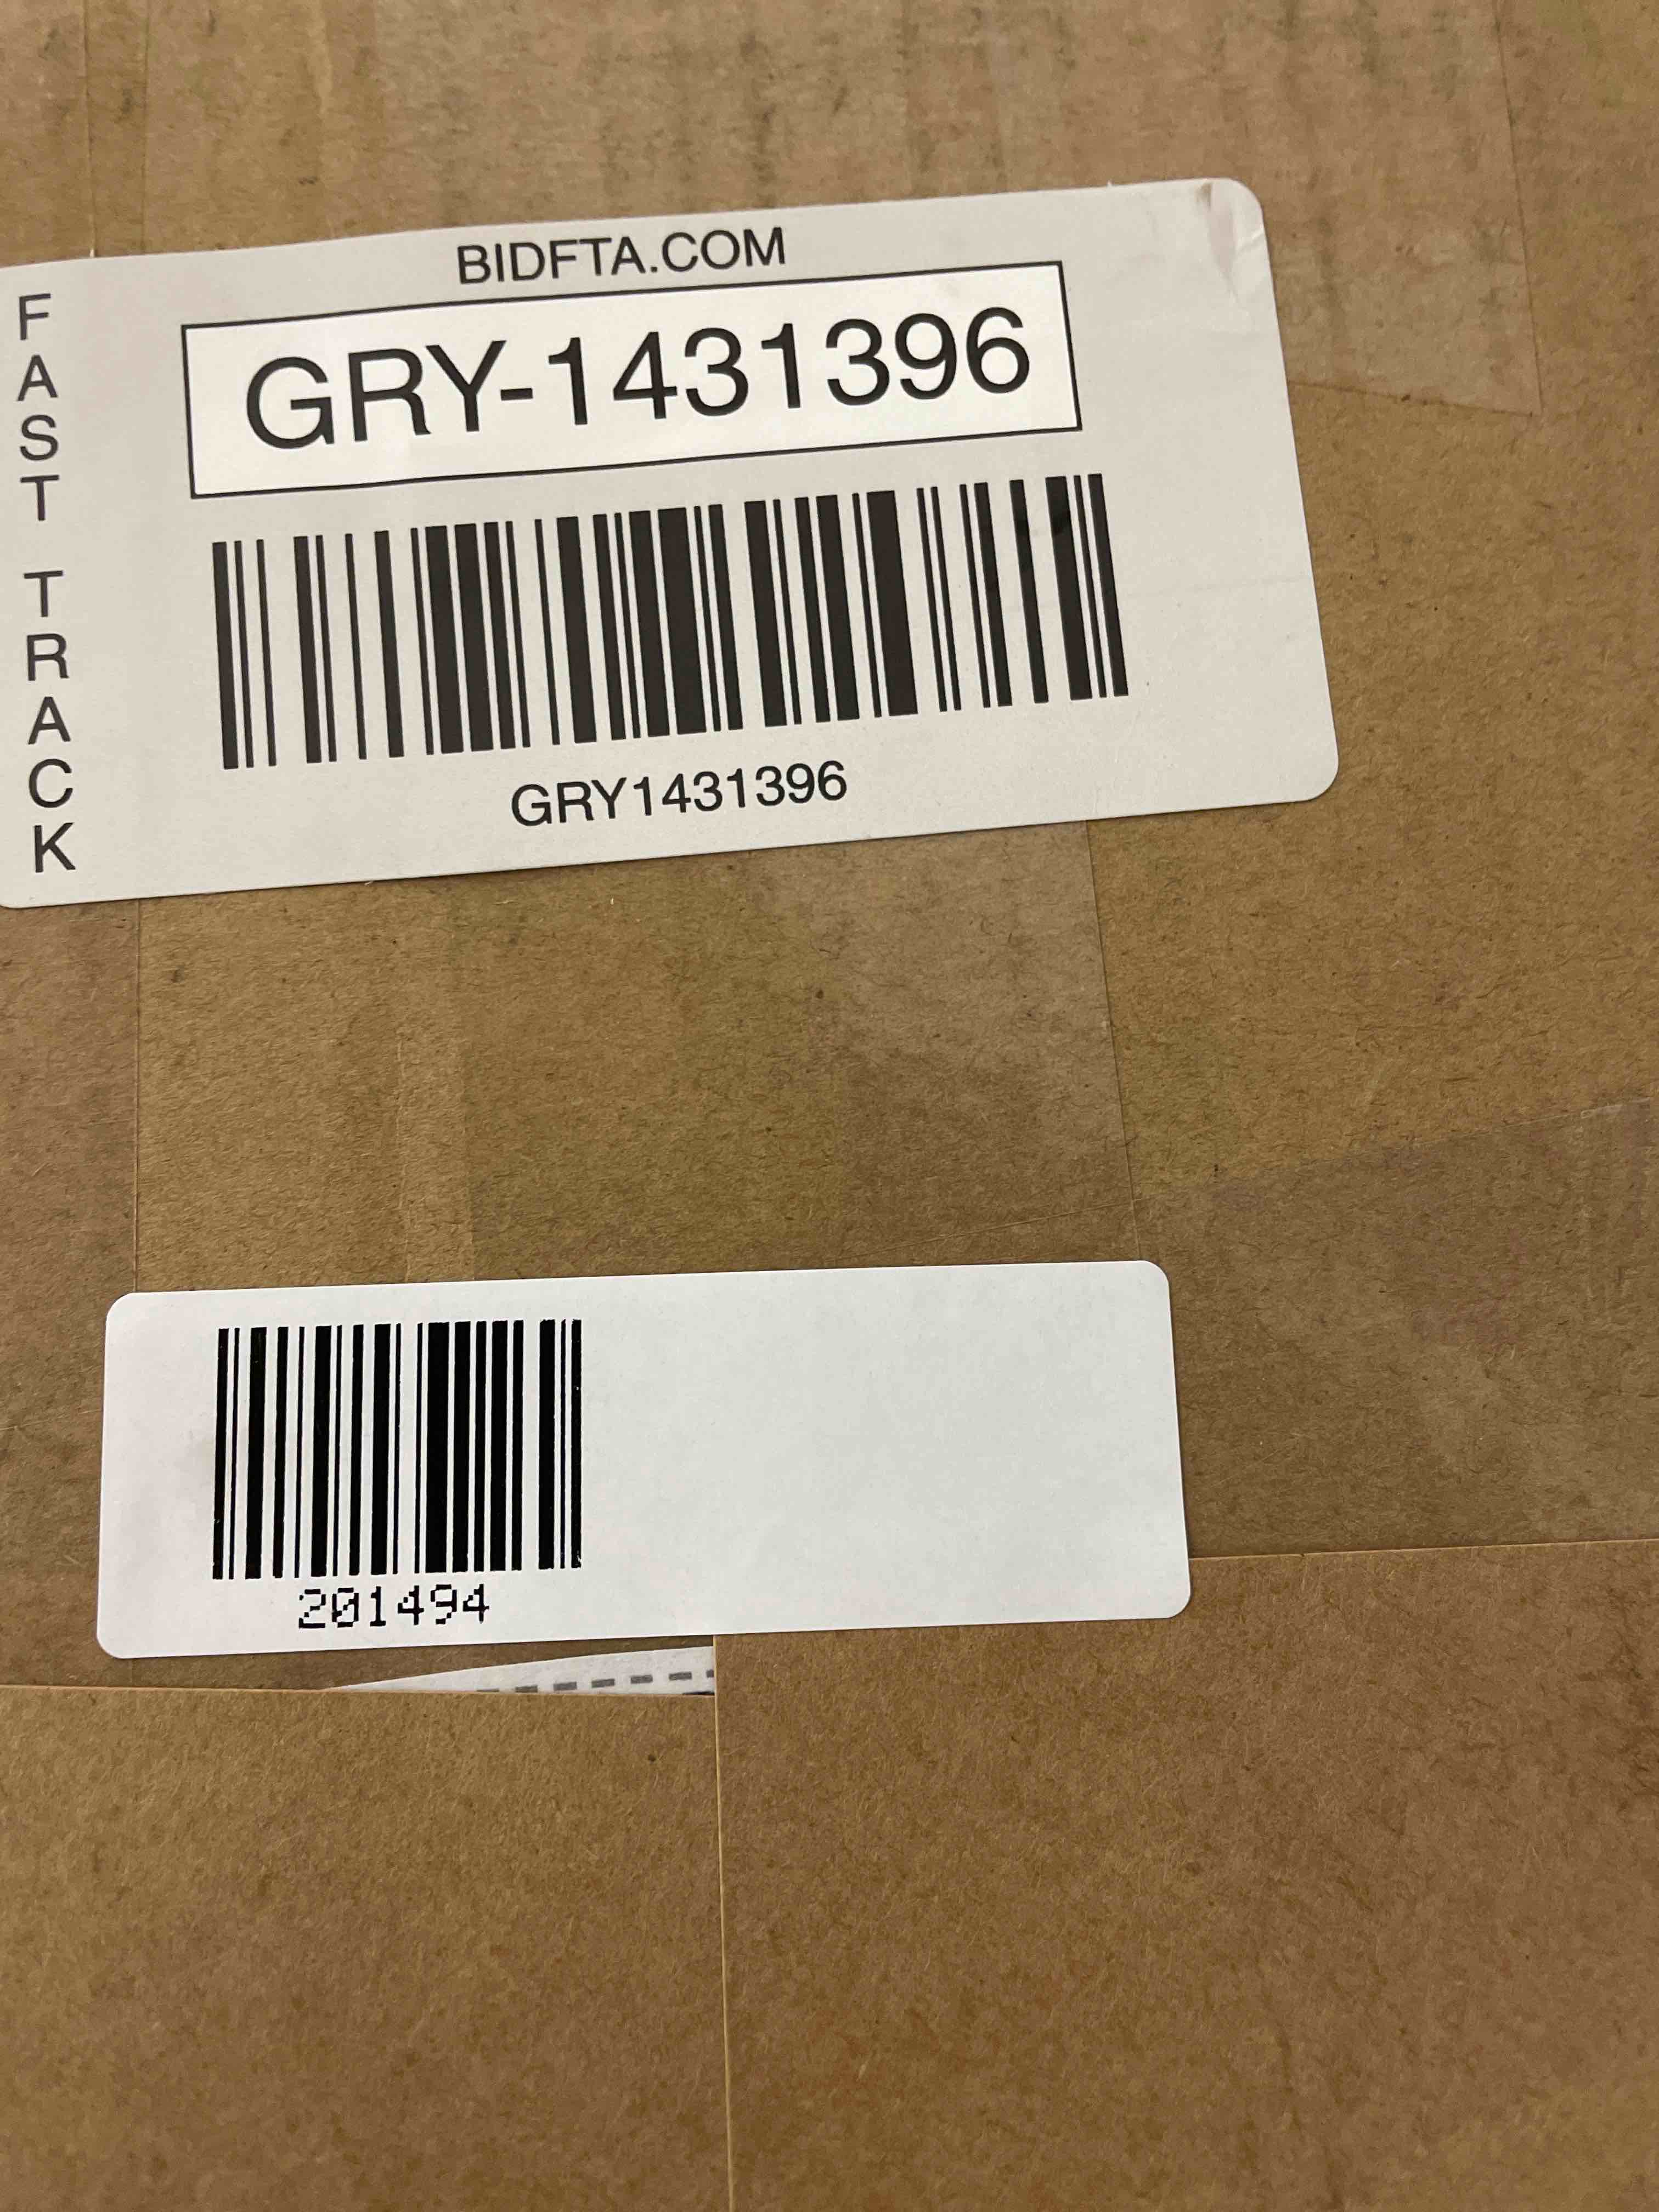 BIDFTA.COM
FAST TRACK
GRY-1431396
GRY1431396
201494